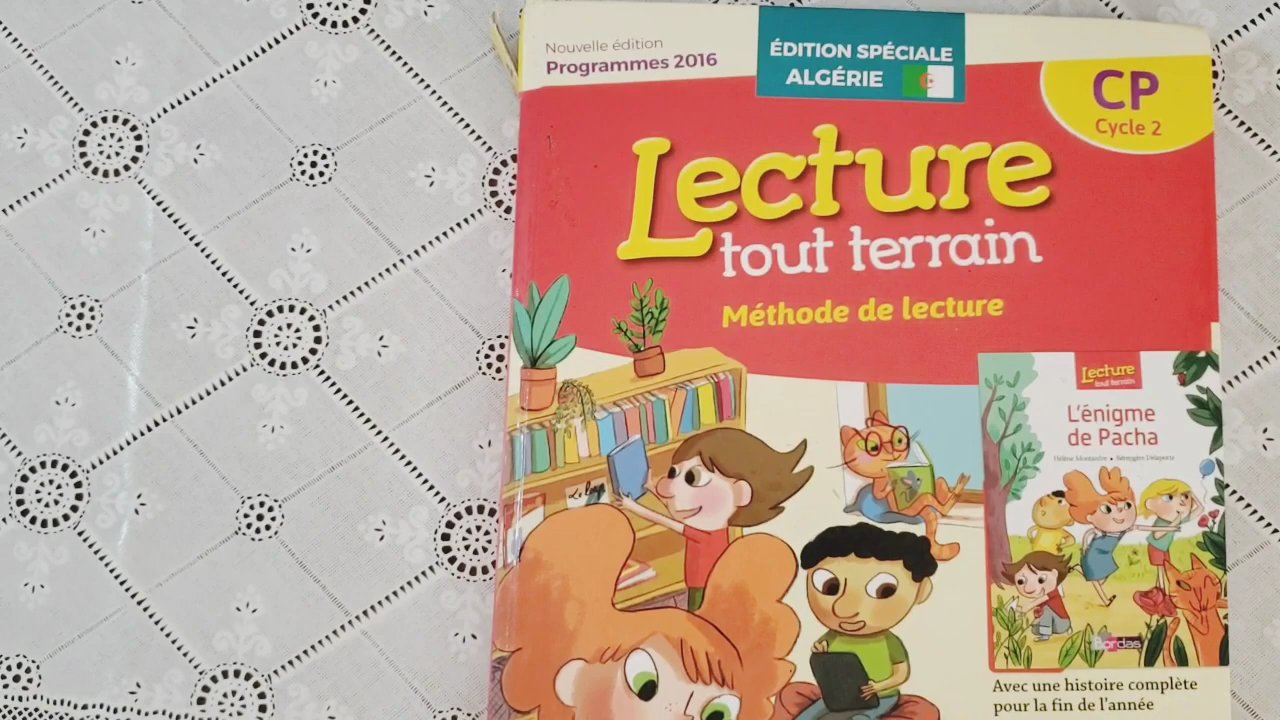 Nouvelle édition
Programmes 2016
ÉDITION SPÉCIALE
ALGÉRIE
CP
Cycle 2
Lecture
tout terrain
Méthode de lecture
Lecture
tout terrain
L'énigme
de Pacha
Bordas
Avec une histoire complète
pour la fin de l'année